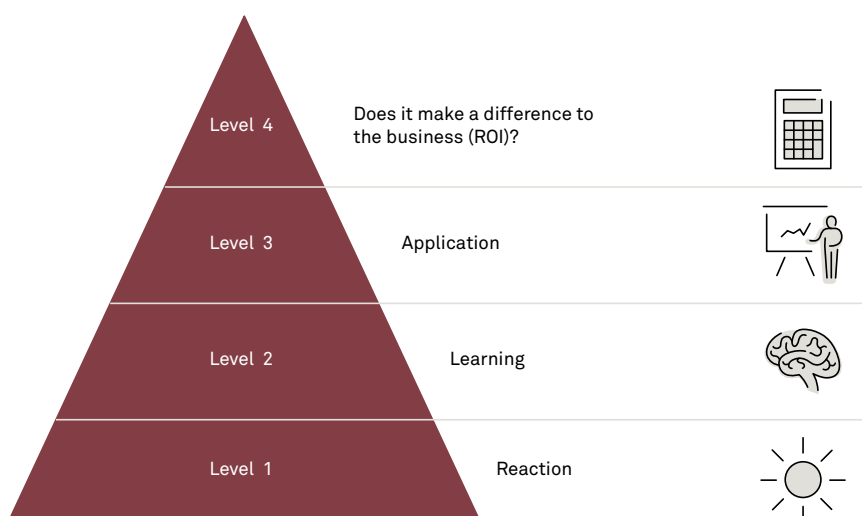 Level 4
Does it make a difference to
the business (ROI)?
Level 3
Application
Level 2
Learning
Level 1
Reaction